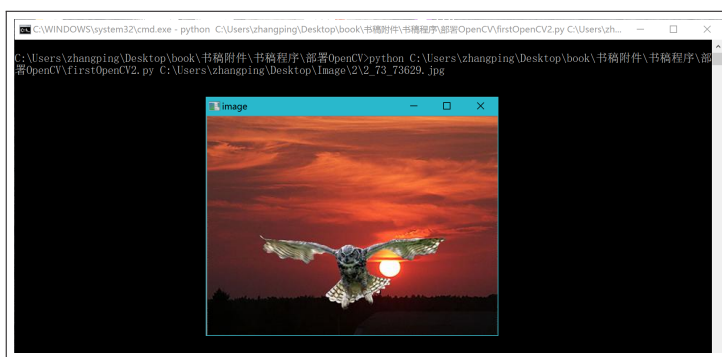 C:\WINDOWS\system32\cmd.exe - python  C:\Users\zhangping\Desktop\book\书稿附件\书稿程序\部署OpenCV\firstOpenCV2.py C:\Users\zh...
C:\Users\zhangping\Desktop\book\书稿附件\书稿程序\部署OpenCV>python C:\Users\zhangping\Desktop\book\书稿附件\书稿程序\部
署OpenCV\firstOpenCV2.py C:\Users\zhangping\Desktop\Image\2\2_73_73629.jpg
image